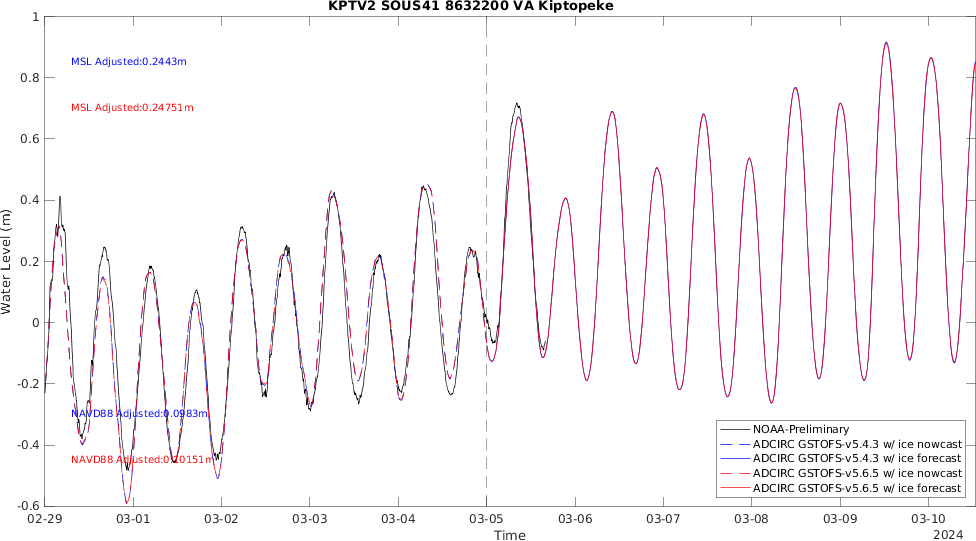 KPTV2 SOUS41 8632200 VA Kiptopeke
MSL Adjusted:0.2443m
MSL Adjusted:0.24751m
NAVD88 Adjusted:0.0983m
NAVD88 Adjusted:0.10151m
Water Level (m)
1
0.8
0.6
0.4
0.2
0
-0.2
-0.4
-0.6
NOAA-Preliminary
ADCIRC GSTOFS-v5.4.3 w/ ice nowcast
ADCIRC GSTOFS-v5.4.3 w/ ice forecast
ADCIRC GSTOFS-v5.6.5 w/ ice nowcast
ADCIRC GSTOFS-v5.6.5 w/ ice forecast
02-29 03-01 03-02 03-03 03-04 03-05 03-06 03-07 03-08 03-09 03-10
Time
2024